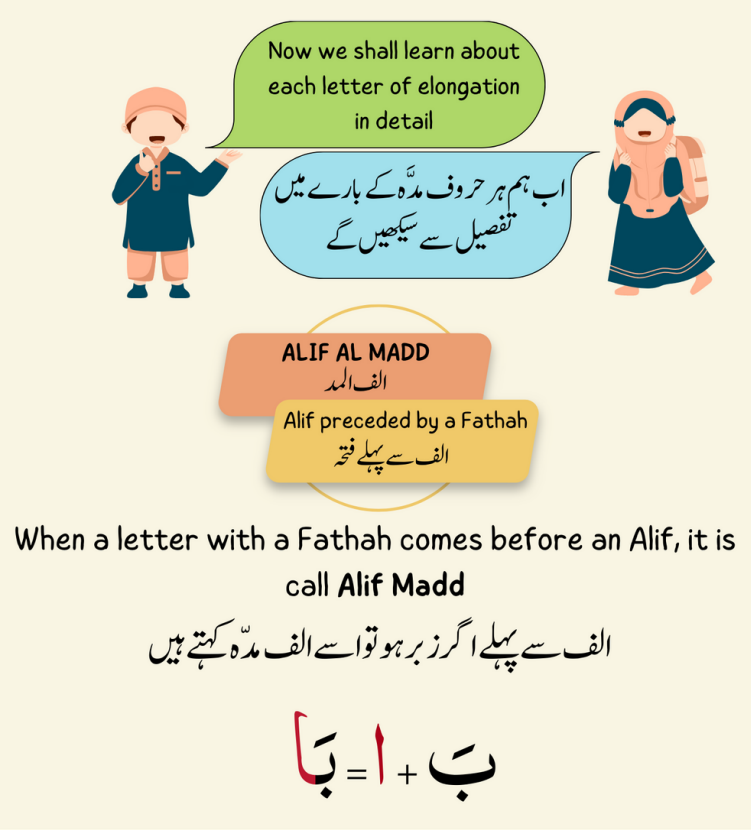 Now we shall learn about
each letter of elongation
in detail
اب ہم ہر حروف مدَّہ کے بارے میں
تفصیل سے سیکھیں گے
ALIF AL MADD
الف المد
Alif preceded by a Fathah
الف سے پہلے فتحہ
When a letter with a Fathah comes before an Alif, it is
call Alif Madd
الف سے پہلے اگر زبر ہو تو اسے الف مدّہ کہتے ہیں
بَ + ا = بَا